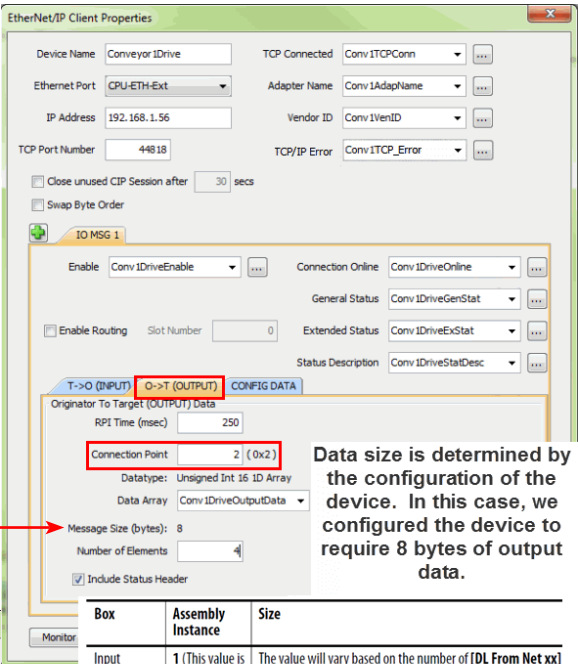 EtherNet/IP Client Properties
Device Name Conveyor1Drive TCP Connected Conv1TCPConn ...
Ethernet Port CPU-ETH-Ext Adapter Name Conv1AdapName ...
IP Address 192.168.1.56 Vendor ID Conv1VenID ...
TCP Port Number 44818 TCP/IP Error Conv1TCP_Error ...
Close unused CIP Session after 30 secs
Swap Byte Order
IO MSG 1
Enable Conv1DriveEnable ... Connection Online Conv1DriveOnline ...
General Status Conv1DriveGenStat ...
Enable Routing Slot Number 0 Extended Status Conv1DriveExStat ...
Status Description Conv1DriveStatDesc ...
T->O (INPUT) O->T (OUTPUT) CONFIG DATA
Originator To Target (OUTPUT) Data
RPI Time (msec) 250
Connection Point 2 (0x2)
Datatype: Unsigned Int 16 1D Array
Data Array Conv1DriveOutputData
Message Size (bytes): 8
Number of Elements 4
Include Status Header
Data size is determined by
the configuration of the
device. In this case, we
configured the device to
require 8 bytes of output
data.
Monitor
Box Assembly Instance Size
Input 1 (This value is The value will vary based on the number of [DL From Net xx]